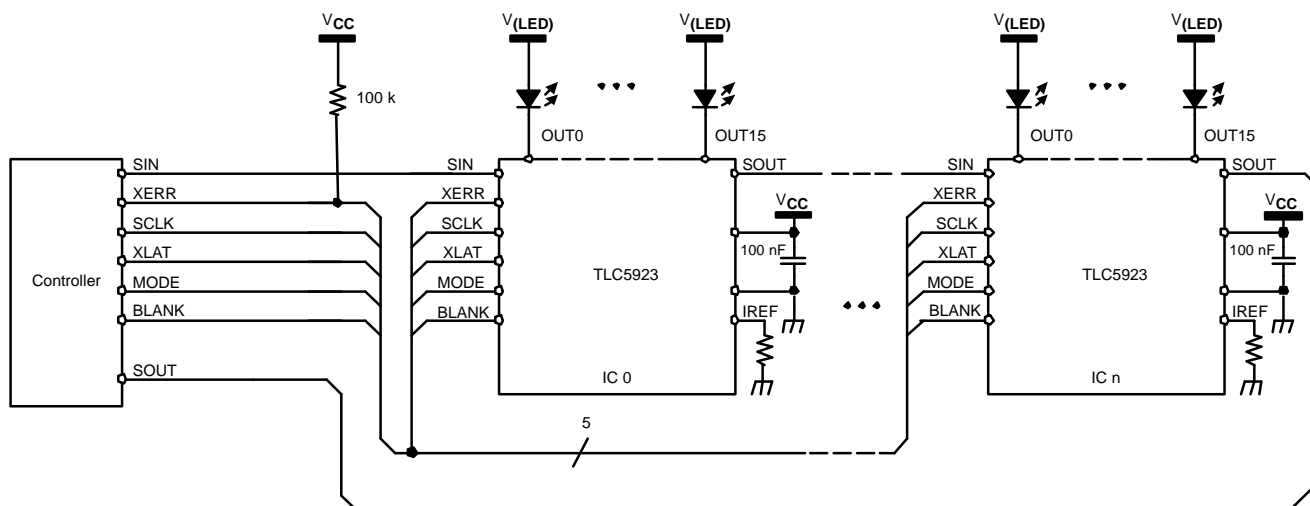 VCC
V(LED)
V(LED)
V(LED)
V(LED)
100 k
OUT0
OUT15
OUT0
OUT15
SIN
SIN
SOUT
SIN
SOUT
XERR
XERR
XERR
VCC
VCC
SCLK
SCLK
SCLK
100 nF
100 nF
XLAT
XLAT
XLAT
Controller
TLC5923
TLC5923
MODE
MODE
MODE
BLANK
BLANK
IREF
BLANK
IREF
SOUT
IC 0
IC n
5